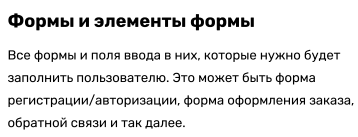 Формы и элементы формы
Все формы и поля ввода в них, которые нужно будет
заполнить пользователю. Это может быть форма
регистрации/авторизации, форма оформления заказа,
обратной связи и так далее.